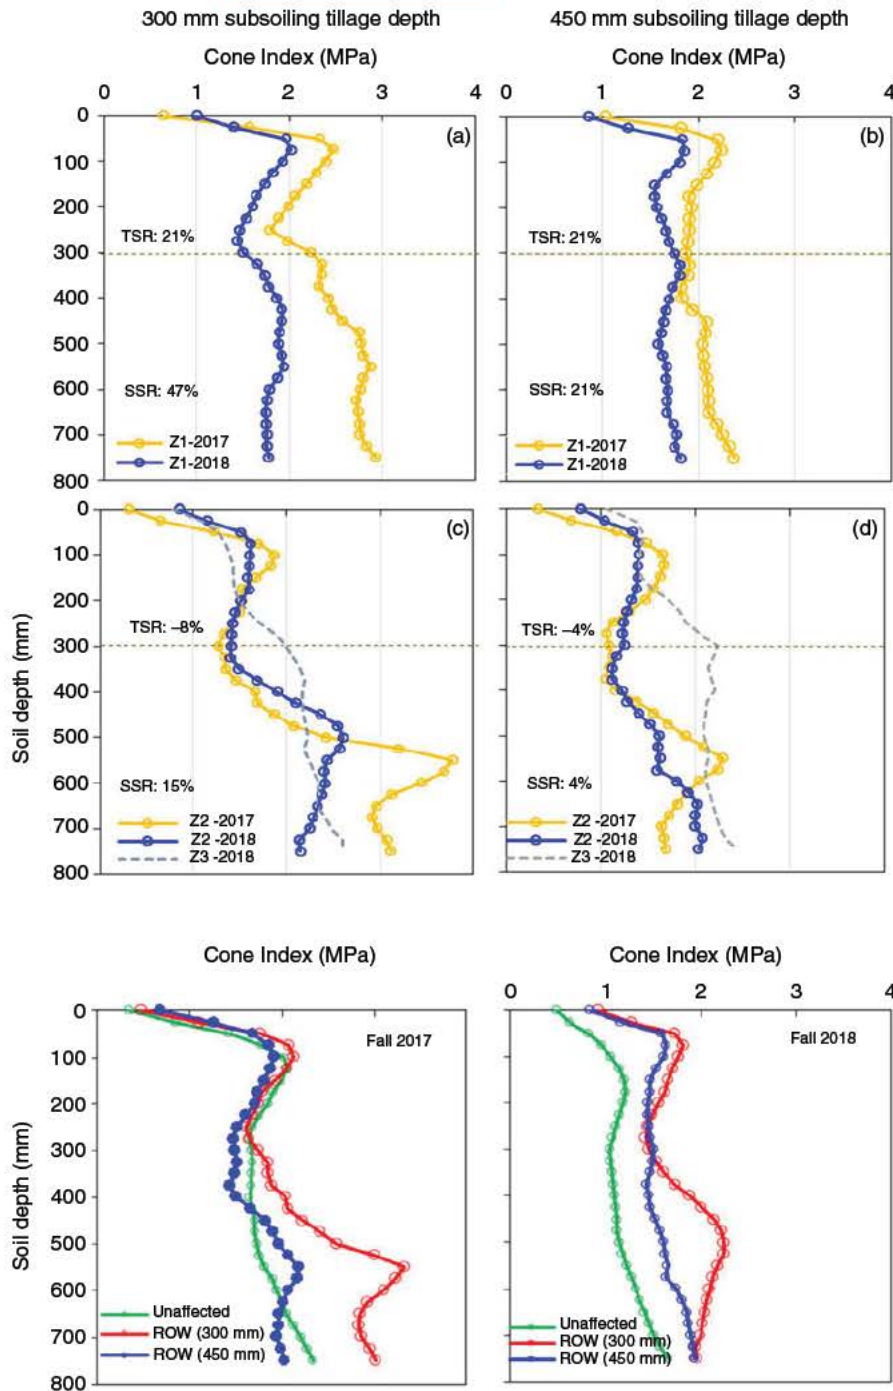 300 mm subsoiling tillage depth
450 mm subsoiling tillage depth
Cone Index (MPa)
Cone Index (MPa)
0 1 2 3 4
0 1 2 3 4
0
100
200
300
400
500
600
700
800
(a)
TSR: 21%
SSR: 47%
Z1-2017
Z1-2018
(b)
TSR: 21%
SSR: 21%
Z1-2017
Z1-2018
Soil depth (mm)
0
100
200
300
400
500
600
700
800
(c)
TSR: –8%
SSR: 15%
Z2 -2017
Z2 -2018
Z3 -2018
(d)
TSR: –4%
SSR: 4%
Z2 -2017
Z2 -2018
Z3 -2018
Cone Index (MPa)
Cone Index (MPa)
0 1 2 3 4
Soil depth (mm)
0
100
200
300
400
500
600
700
800
Fall 2017
Unaffected
ROW (300 mm)
ROW (450 mm)
Fall 2018
Unaffected
ROW (300 mm)
ROW (450 mm)